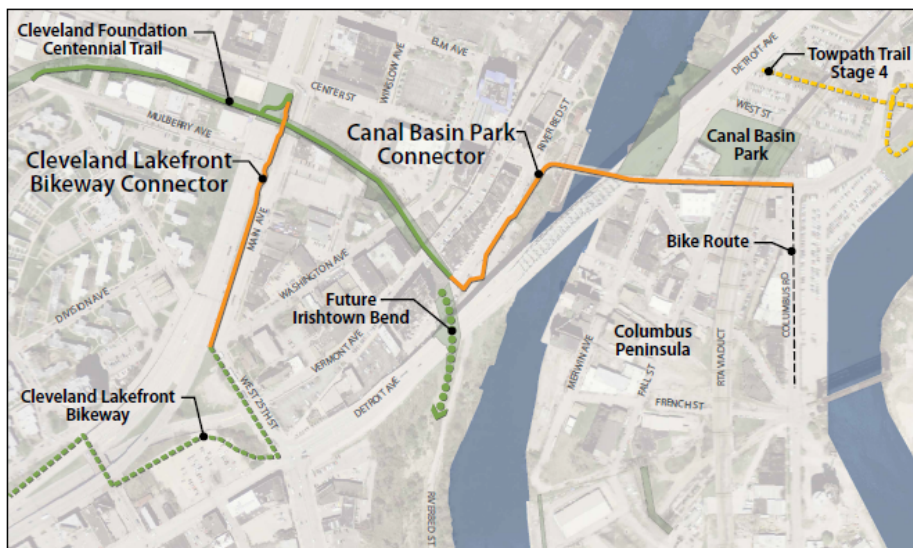 Cleveland Foundation
Centennial Trail
ELM AVE
WINSLOW AVE
CENTER ST
DETROIT AVE
Towpath Trail
Stage 4
WEST ST
MULBERRY AVE
RIVER BED ST
Canal Basin Park
Connector
Canal Basin
Park
Cleveland Lakefront
Bikeway Connector
MAIN AVE
Bike Route
WASHINGTON AVE
DIVISION AVE
Future
Irishtown Bend
COLUMBUS RD
VERMONT AVE
Columbus
Peninsula
MERWIN AVE
FALL ST
RTA VIADUCT
WEST 25TH ST
DETROIT AVE
FRENCH ST
Cleveland Lakefront
Bikeway
RIVERBED ST